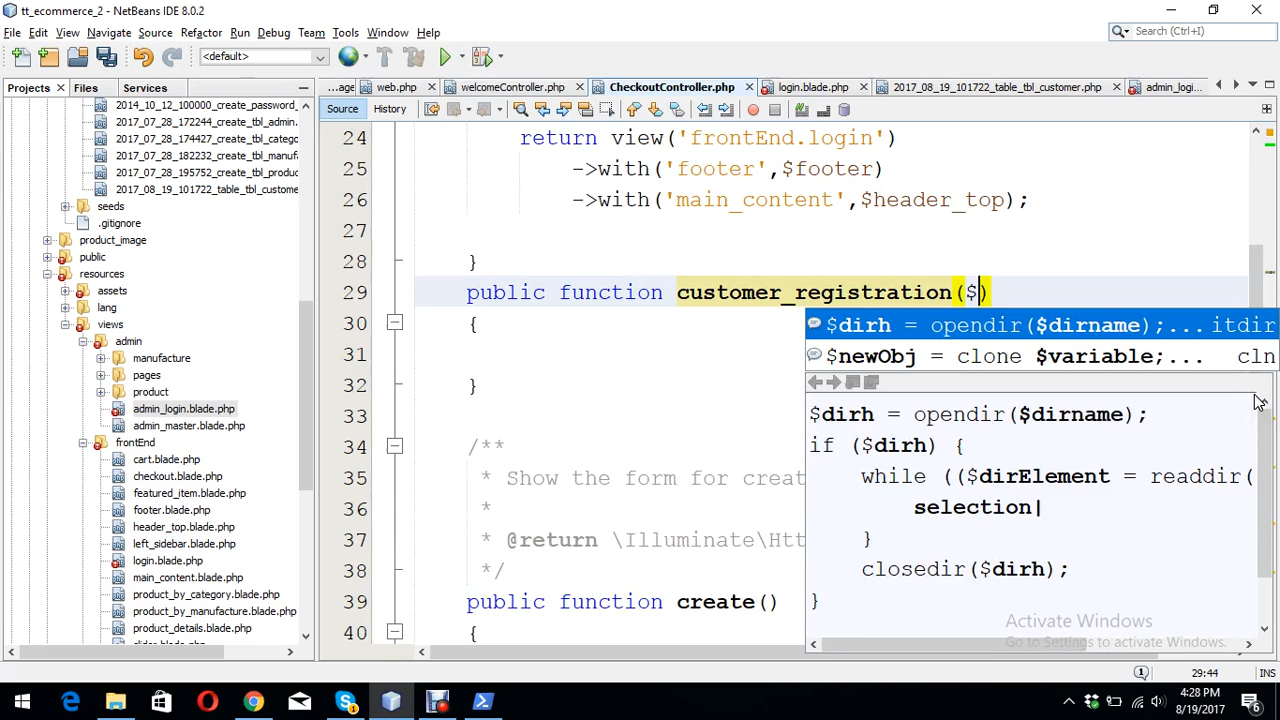 tt_ecommerce_2 - NetBeans IDE 8.0.2
File Edit View Navigate Source Refactor Run Debug Team Tools Window Help
Search (Ctrl+I)
<default>
Projects Files Services
...age web.php welcomeController.php CheckoutController.php login.blade.php 2017_08_19_101722_table_tbl_customer.php admin_logi...
Source History
2014_10_12_100000_create_password_
2017_07_28_172244_create_tbl_admin.
2017_07_28_174427_create_tbl_catego
2017_07_28_182232_create_tbl_manufa
2017_07_28_195752_create_tbl_produc
2017_08_19_101722_table_tbl_custome
seeds
.gitignore
product_image
public
resources
assets
lang
views
admin
manufacture
pages
product
admin_login.blade.php
admin_master.blade.php
frontEnd
cart.blade.php
checkout.blade.php
featured_item.blade.php
footer.blade.php
header_top.blade.php
left_sidebar.blade.php
login.blade.php
main_content.blade.php
product_by_category.blade.php
product_by_manufacture.blade.php
product_details.blade.php
24 return view('frontEnd.login')
25 ->with('footer',$footer)
26 ->with('main_content',$header_top);
27
28 }
29 public function customer_registration($)
30 {
31
32 }
33
34 /**
35 * Show the form for creat
36 *
37 * @return \Illuminate\Htt
38 */
39 public function create()
40 {
$dirh = opendir($dirname);... itdir
$newObj = clone $variable;... cln
$dirh = opendir($dirname);
if ($dirh) {
while (($dirElement = readdir(
selection|
}
closedir($dirh);
}
Activate Windows
Go to Settings to activate Windows.
1 29:44 INS
4:28 PM
8/19/2017
6